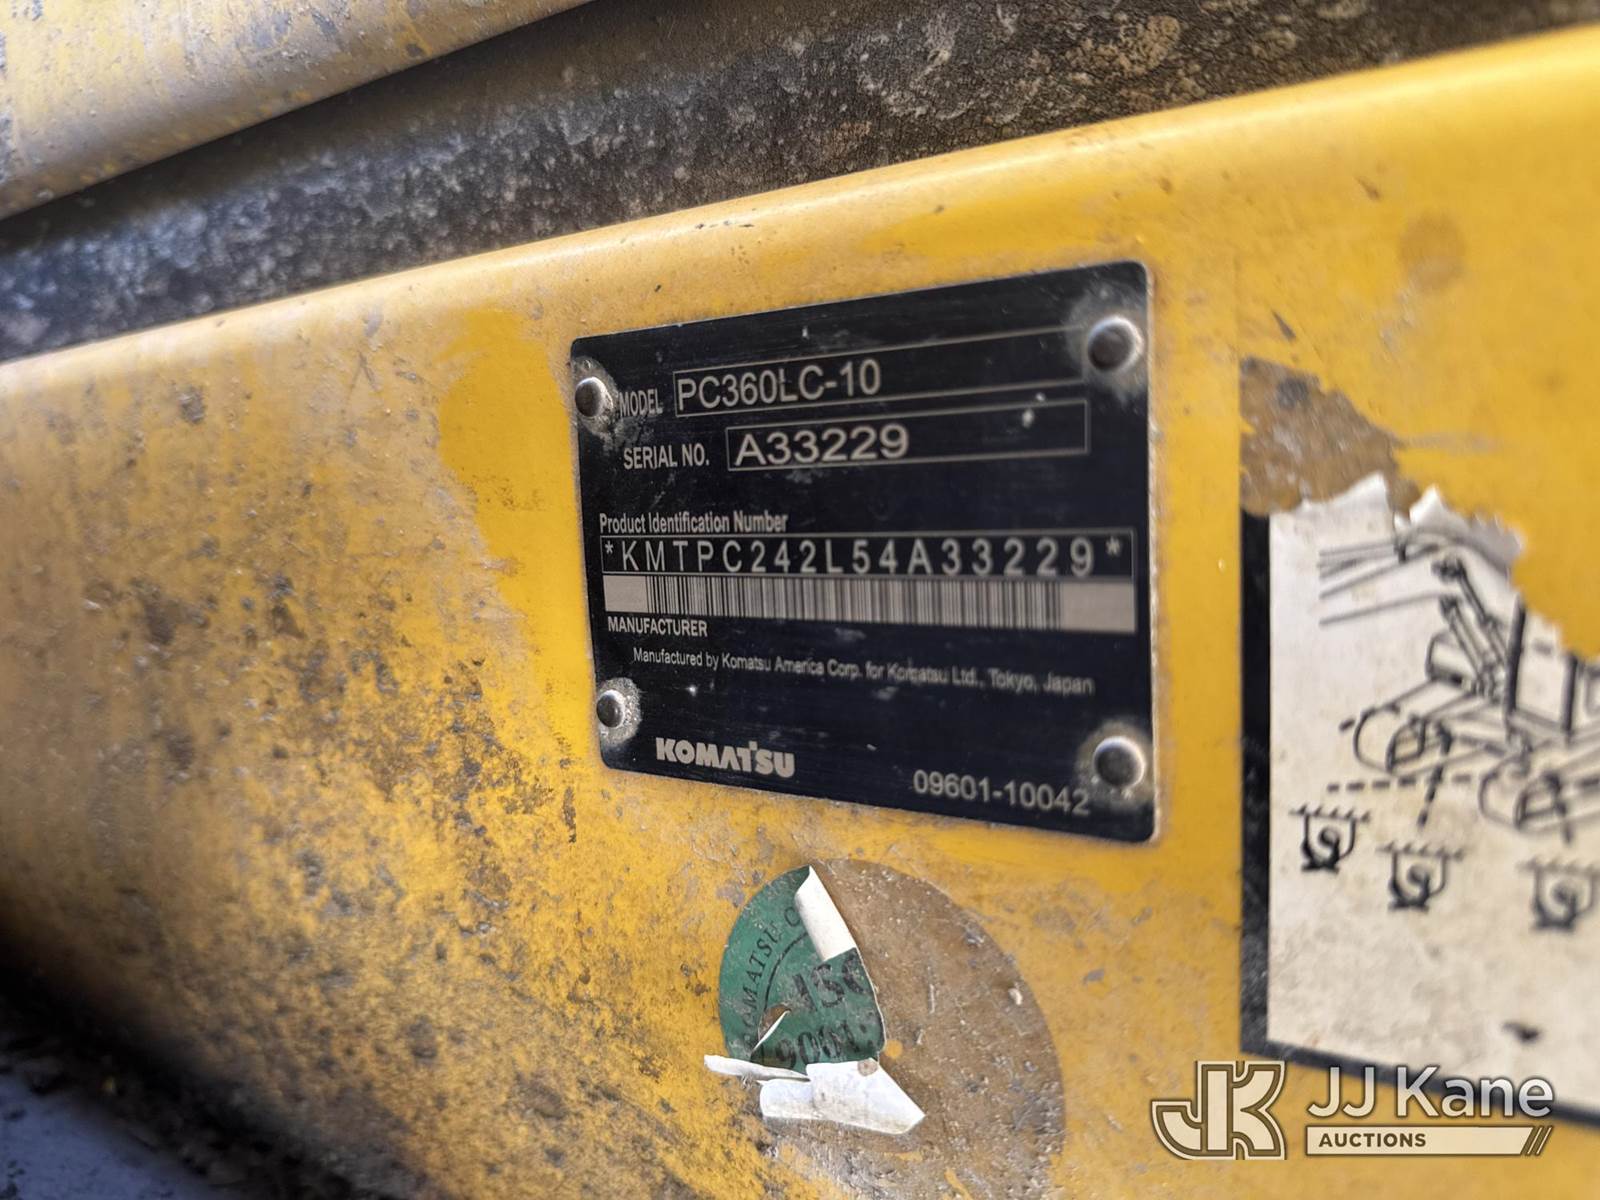 MODEL PC360LC-10
SERIAL NO. A33229
Product Identification Number
*KMTPC242L54A33229*
MANUFACTURER
Manufactured by Komatsu America Corp. for Komatsu Ltd., Tokyo, Japan
KOMATSU
09601-10042
JK JJ Kane
AUCTIONS